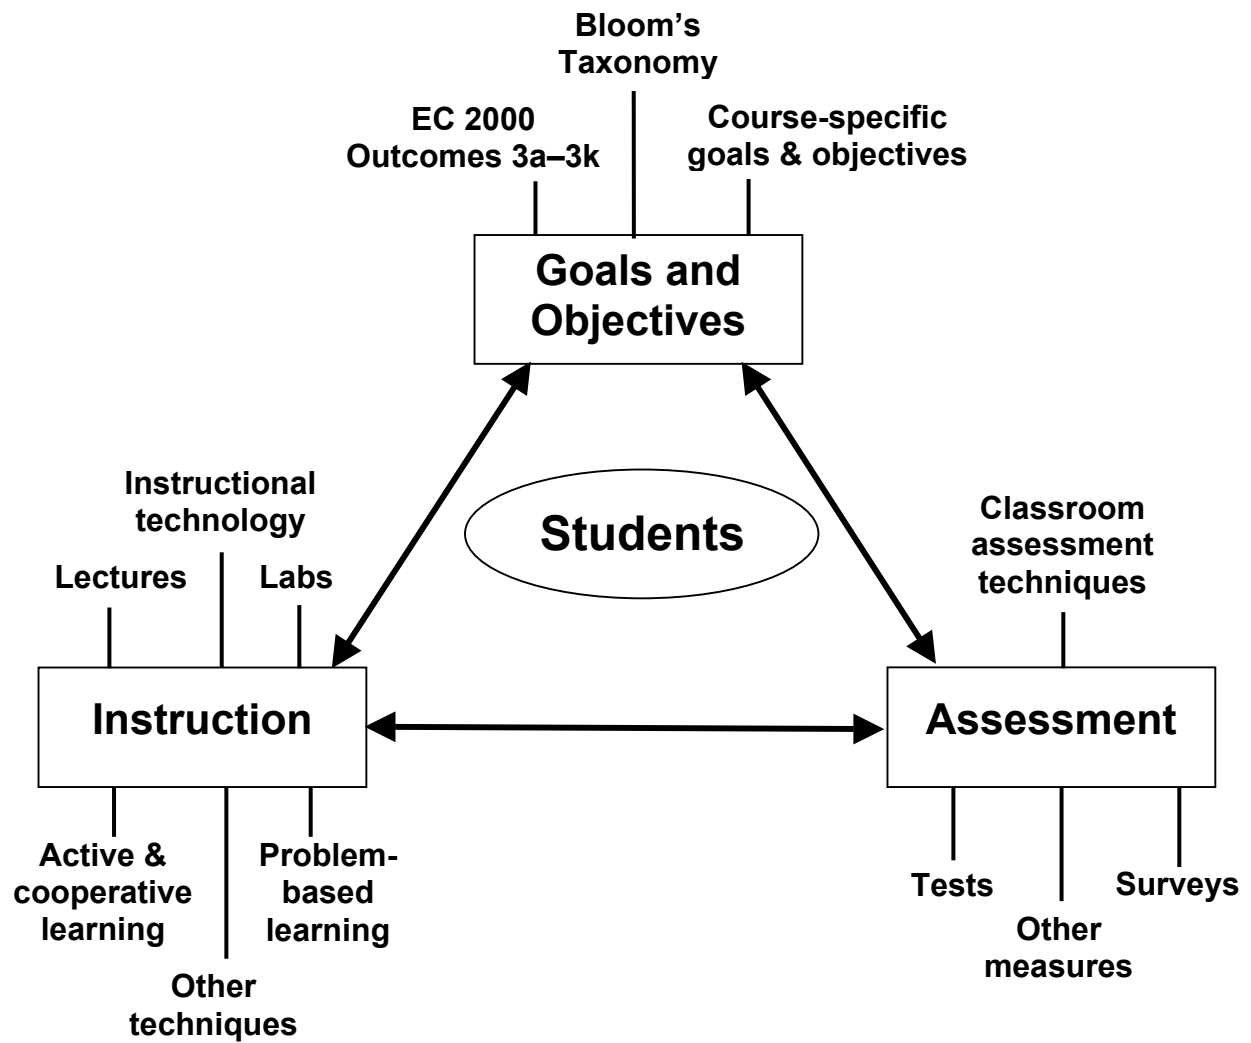 Bloom’s
Taxonomy
EC 2000
Outcomes 3a–3k
Course-specific
goals & objectives
Goals and
Objectives
Students
Instructional
technology
Lectures
Labs
Instruction
Active &
cooperative
learning
Other
techniques
Problem-
based
learning
Classroom
assessment
techniques
Assessment
Tests
Other
measures
Surveys